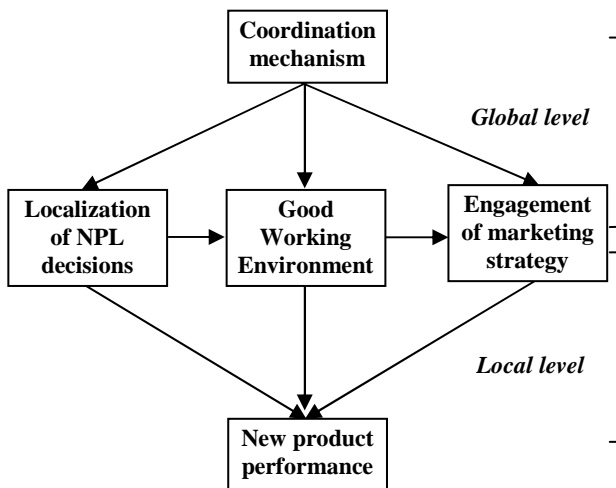 Coordination
mechanism
Global level
Localization
of NPL
decisions
Good
Working
Environment
Engagement
of marketing
strategy
Local level
New product
performance